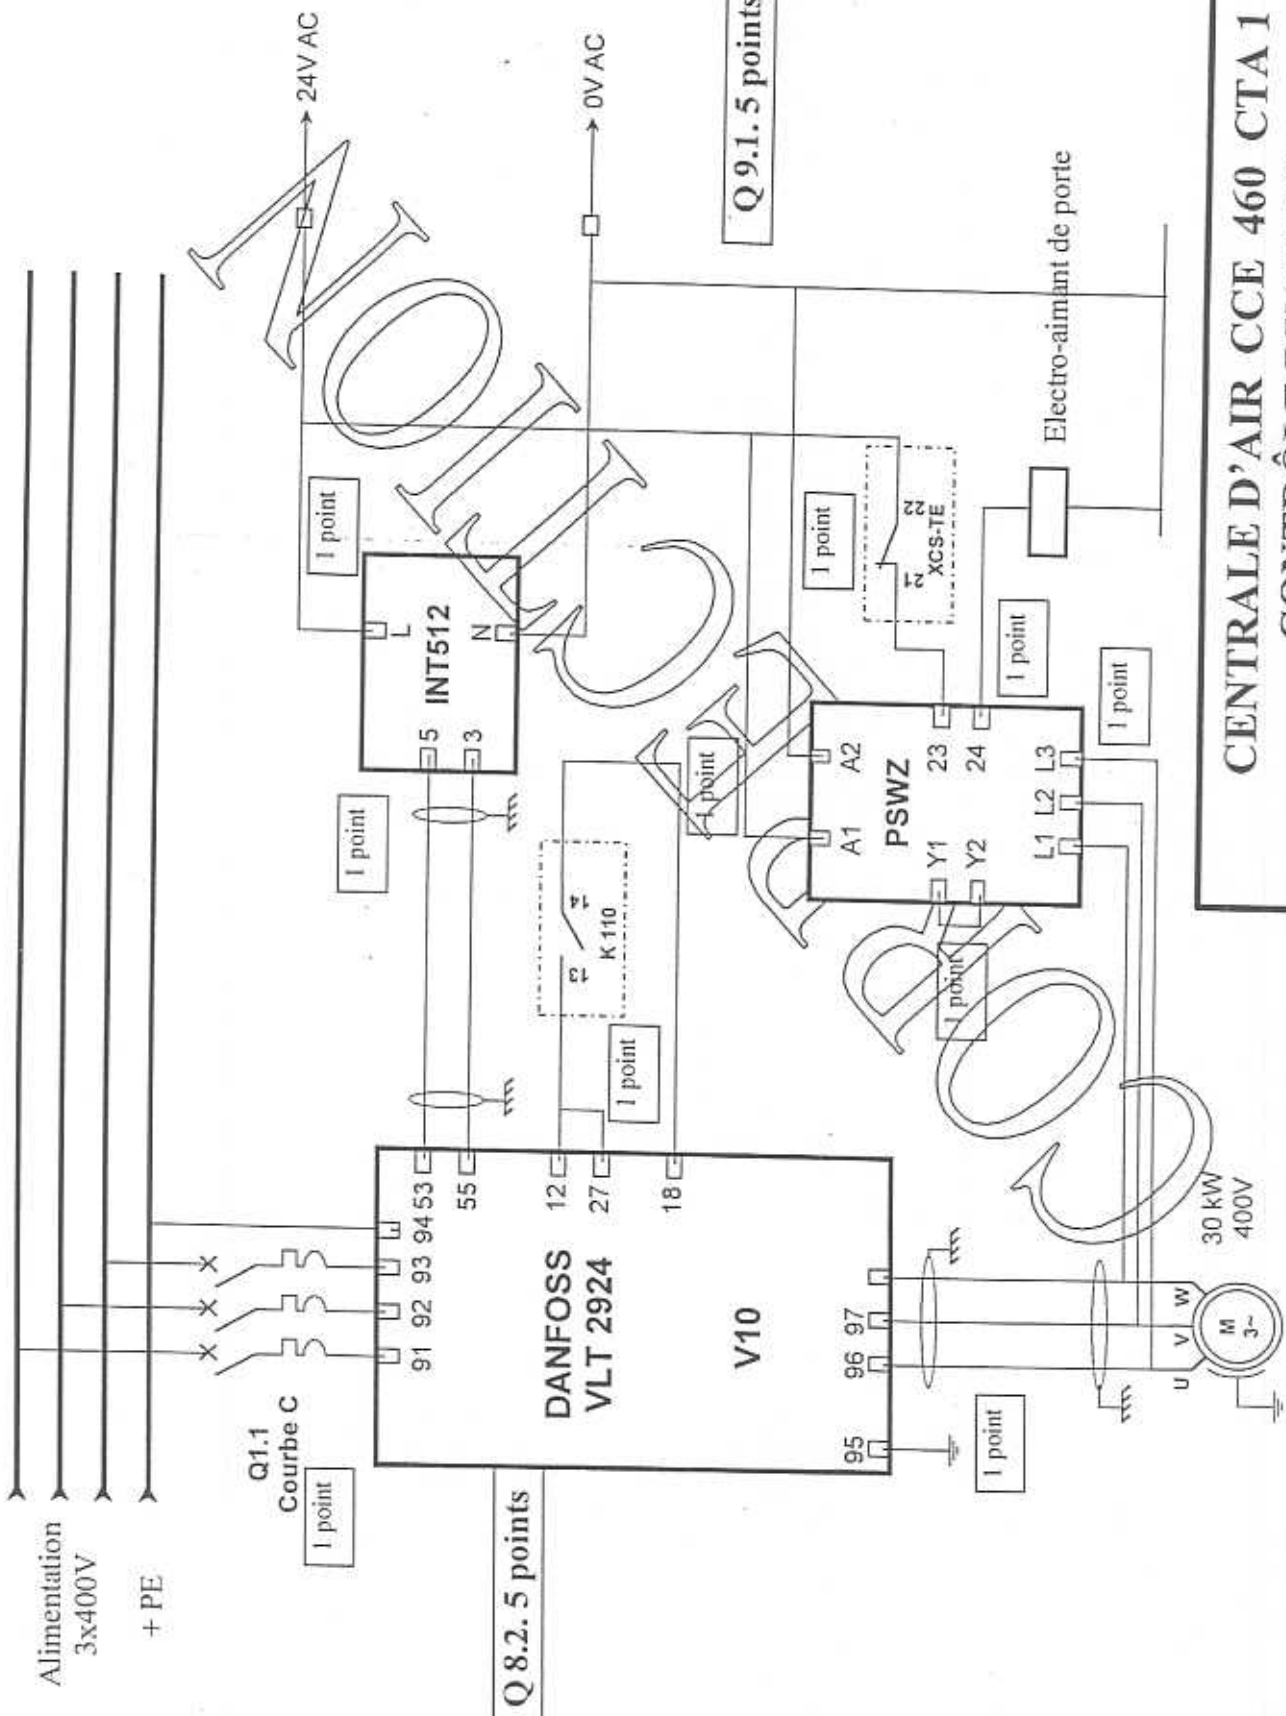 Alimentation
3x400V
+ PE
Q1.1
Courbe C
1 point
Q 8.2. 5 points
91
92
93
94
53
55
12
27
18
DANFOSS
VLT 2924
V10
95
96
97
1 point
U
V
W
M
3~
30 kW
400V
1 point
1 point
13
14
K 110
5
3
INT512
L
N
1 point
24V AC
0V AC
1 point
A1
A2
PSWZ
Y1
Y2
23
24
L1
L2
L3
1 point
1 point
1 point
1 point
21
22
XCS-TE
Electro-aimant de porte
Q 9.1. 5 points
CENTRALE D'AIR CCE 460 CTA 1